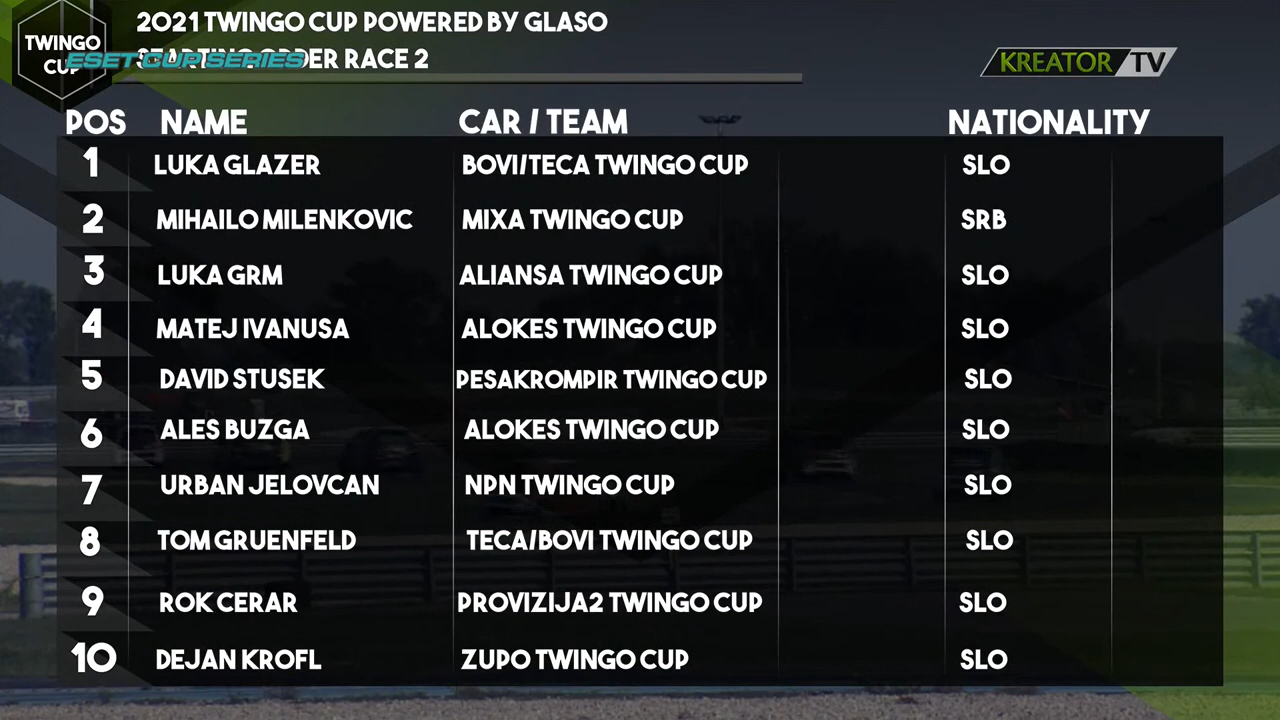 2021 TWINGO CUP POWERED BY GLASO
TWINGO CUP
ESET CUP SERIES
STARTING ORDER RACE 2
KREATOR TV
POS NAME CAR / TEAM NATIONALITY
1 LUKA GLAZER BOVI/TECA TWINGO CUP SLO
2 MIHAILO MILENKOVIC MIXA TWINGO CUP SRB
3 LUKA GRM ALIANSA TWINGO CUP SLO
4 MATEJ IVANUSA ALOKES TWINGO CUP SLO
5 DAVID STUSEK PESAKROMPIR TWINGO CUP SLO
6 ALES BUZGA ALOKES TWINGO CUP SLO
7 URBAN JELOVCAN NPN TWINGO CUP SLO
8 TOM GRUENFELD TECA/BOVI TWINGO CUP SLO
9 ROK CERAR PROVIZIJA2 TWINGO CUP SLO
10 DEJAN KROFL ZUPO TWINGO CUP SLO